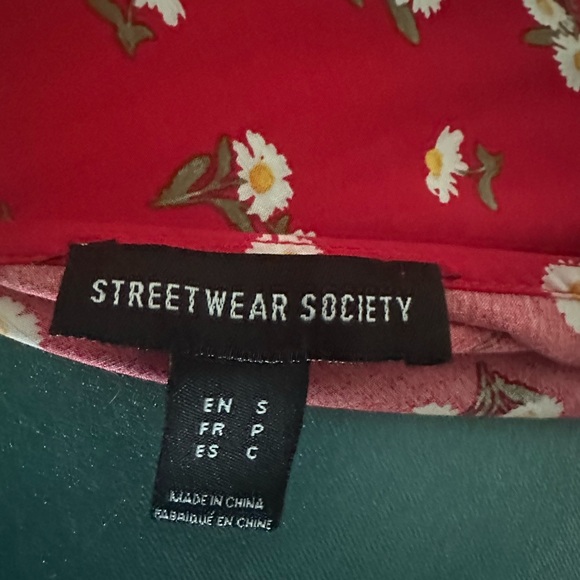 STREETWEAR SOCIETY
EN S
FR P
ES C
MADE IN CHINA
FABRIQUÉ EN CHINE